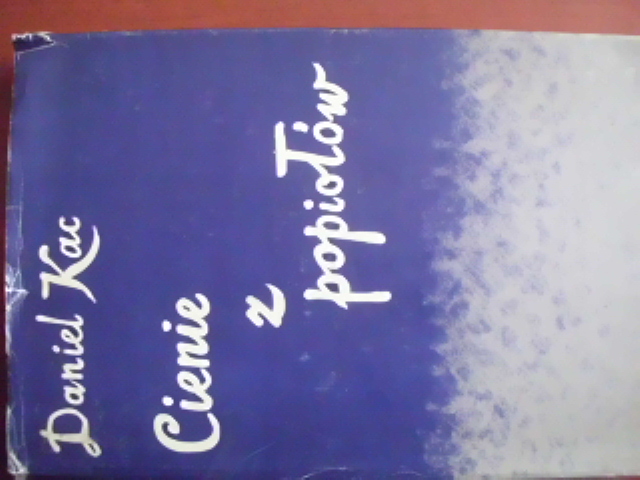 Daniel Kac
Cienie
z
popiołów